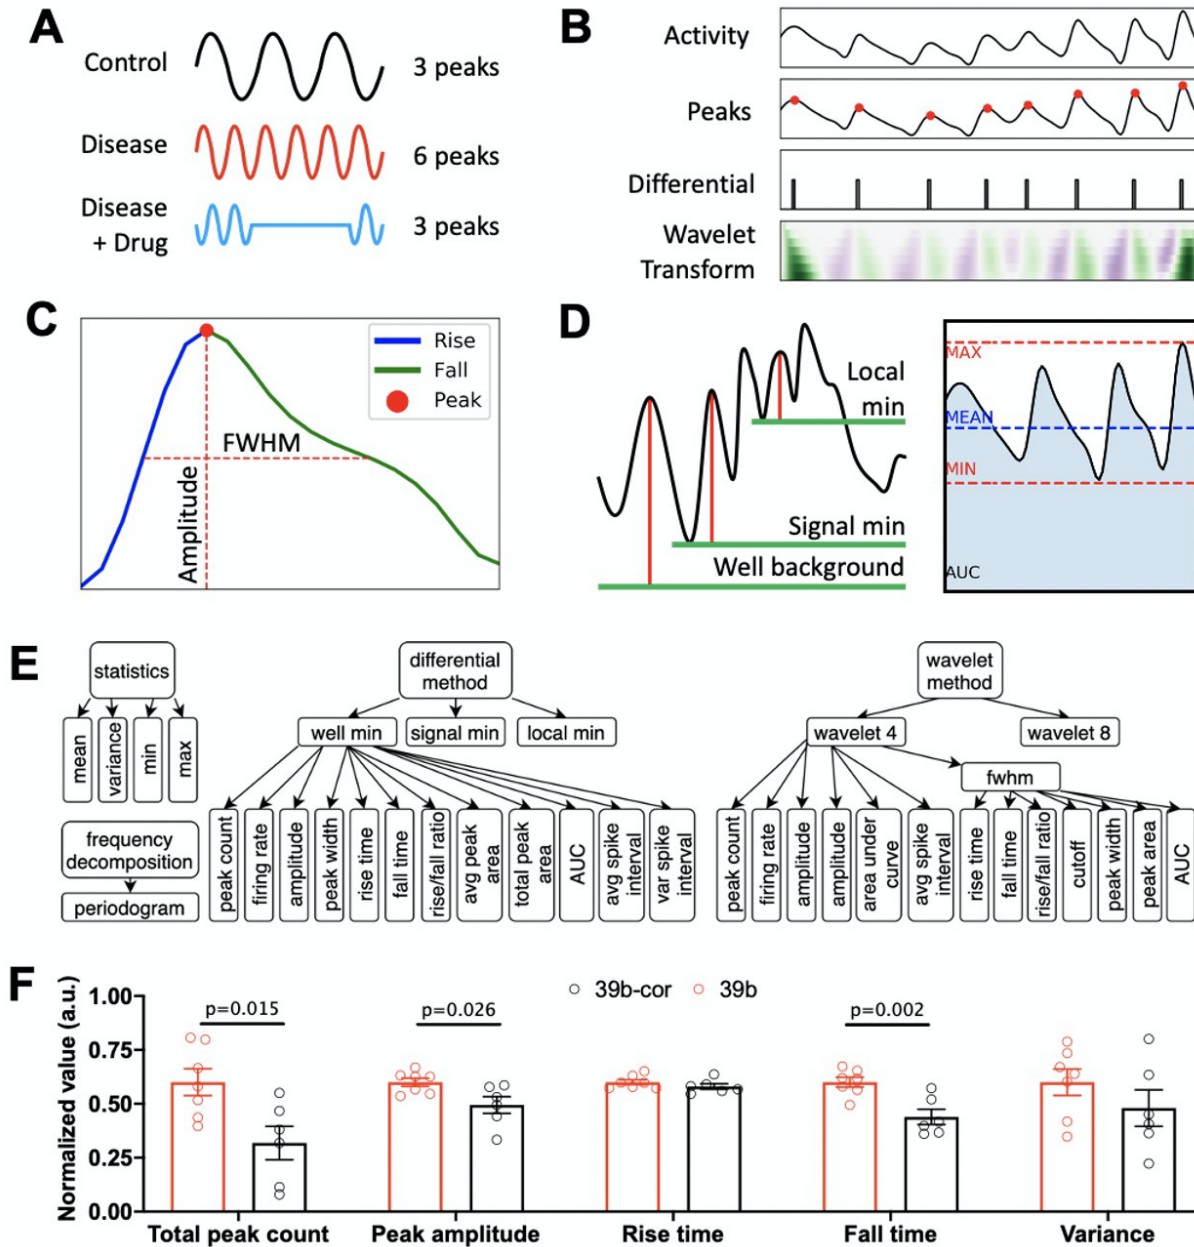 A
Control
3 peaks
Disease
6 peaks
Disease
+ Drug
3 peaks
B
Activity
Peaks
Differential
Wavelet
Transform
C
Rise
Fall
Peak
FWHM
Amplitude
D
Local
min
Signal min
Well background
MAX
MEAN
MIN
AUC
E
statistics
mean
variance
min
max
frequency
decomposition
periodogram
differential
method
well min
signal min
local min
peak count
firing rate
amplitude
peak width
rise time
fall time
rise/fall ratio
avg peak
area
total peak
area
AUC
avg spike
interval
var spike
interval
wavelet
method
wavelet 4
wavelet 8
fwhm
peak count
firing rate
amplitude
amplitude
area under
curve
avg spike
interval
rise time
fall time
rise/fall ratio
cutoff
peak width
peak area
AUC
F
Normalized value (a.u.)
1.00
0.75
0.50
0.25
0.00
39b-cor
39b
p=0.015
p=0.026
p=0.002
Total peak count
Peak amplitude
Rise time
Fall time
Variance